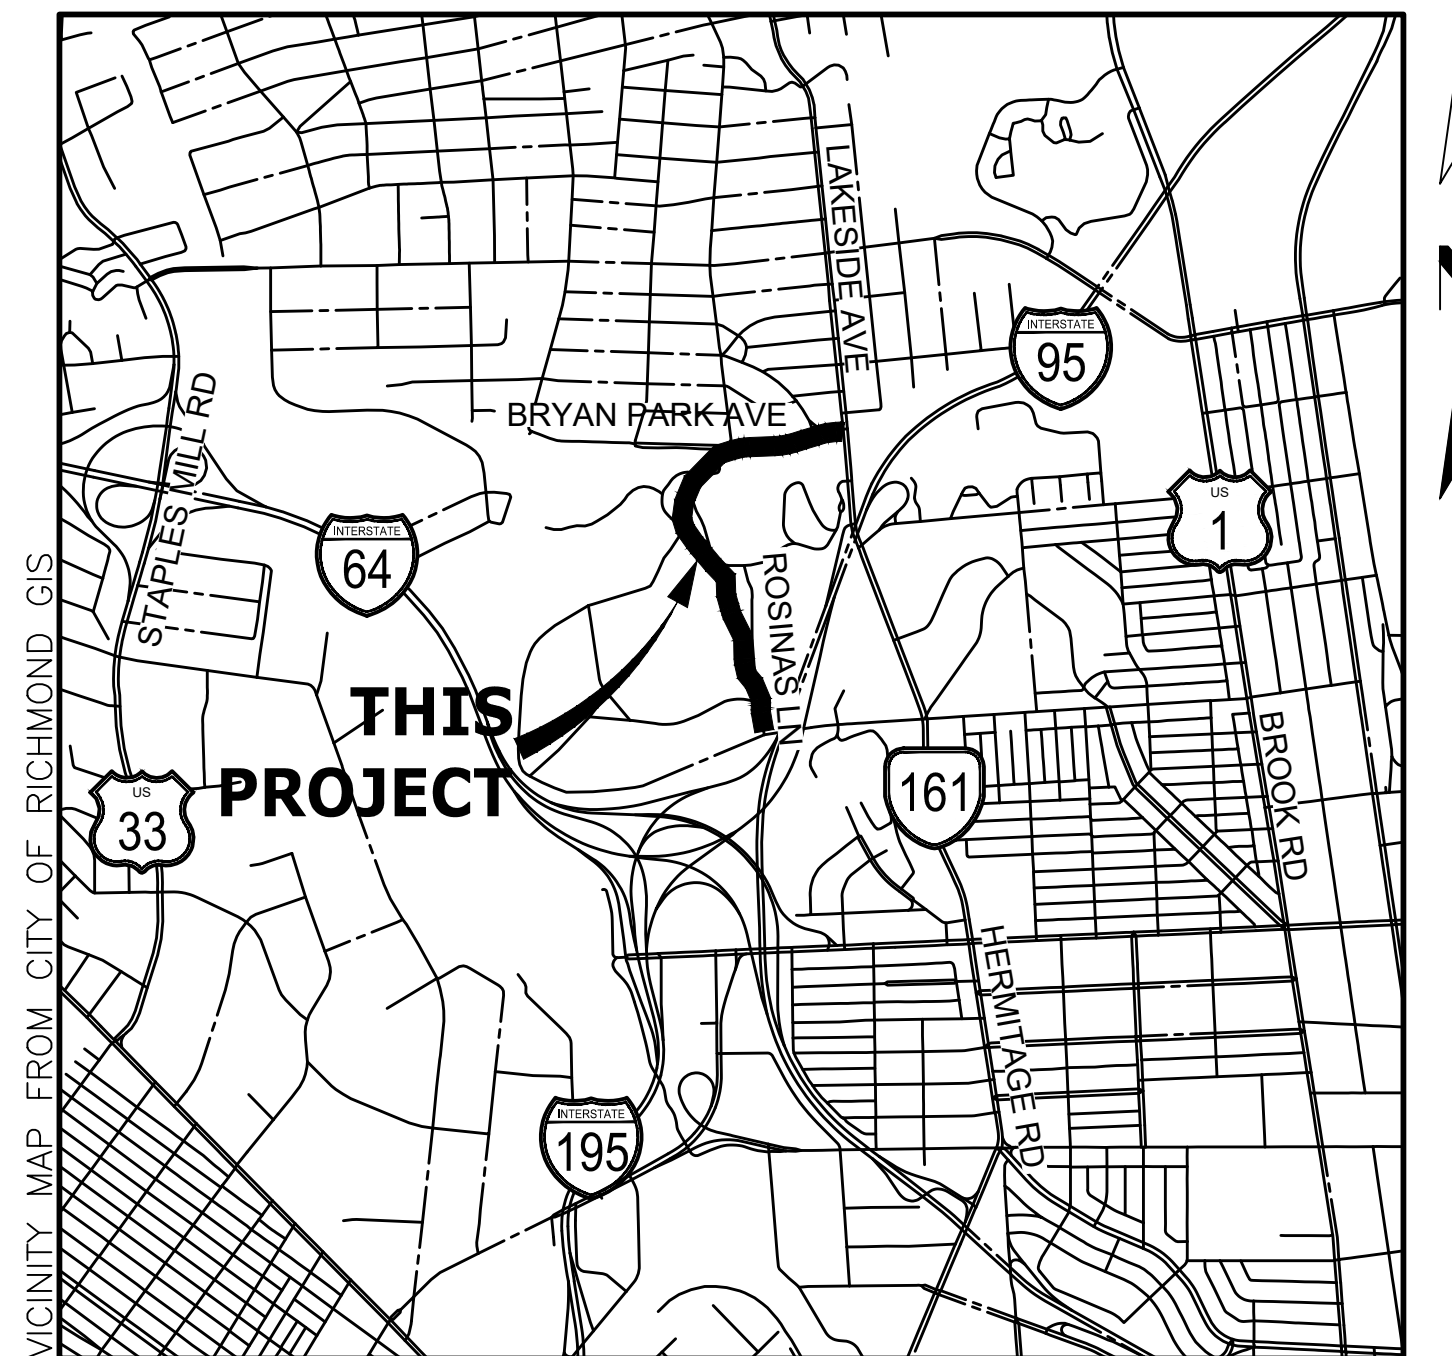 LAKESIDE AVE
INTERSTATE
95
BRYAN PARK AVE
STAPLES MILL RD
US
1
INTERSTATE
64
ROSINAS LN
THIS
PROJECT
BROOK RD
161
US
33
HERMITAGE RD
INTERSTATE
195
VICINITY MAP FROM CITY OF RICHMOND GIS